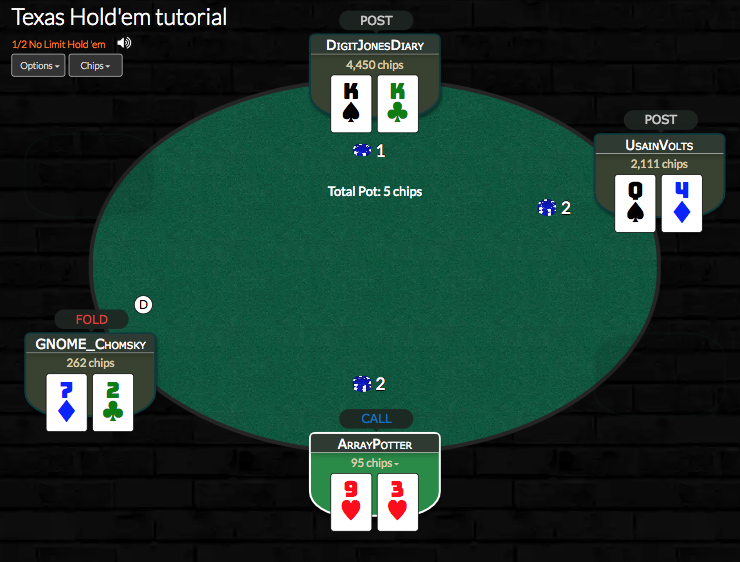 Texas Hold'em tutorial
1/2 No Limit Hold 'em
Options
Chips
POST
DigitJonesDiary
4,450 chips
K K
1
Total Pot: 5 chips
POST
UsainVolts
2,111 chips
Q 4
2
D
FOLD
GNOME_Chomsky
262 chips
7 2
2
CALL
ArrayPotter
95 chips
9 3